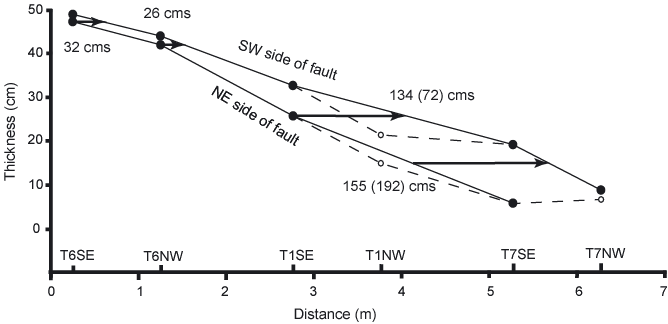 50
26 cms
40
32 cms
SW side of fault
134 (72) cms
30
NE side of fault
Thickness (cm)
20
155 (192) cms
10
0
T6SE T6NW T1SE T1NW T7SE T7NW
0 1 2 3 4 5 6 7
Distance (m)